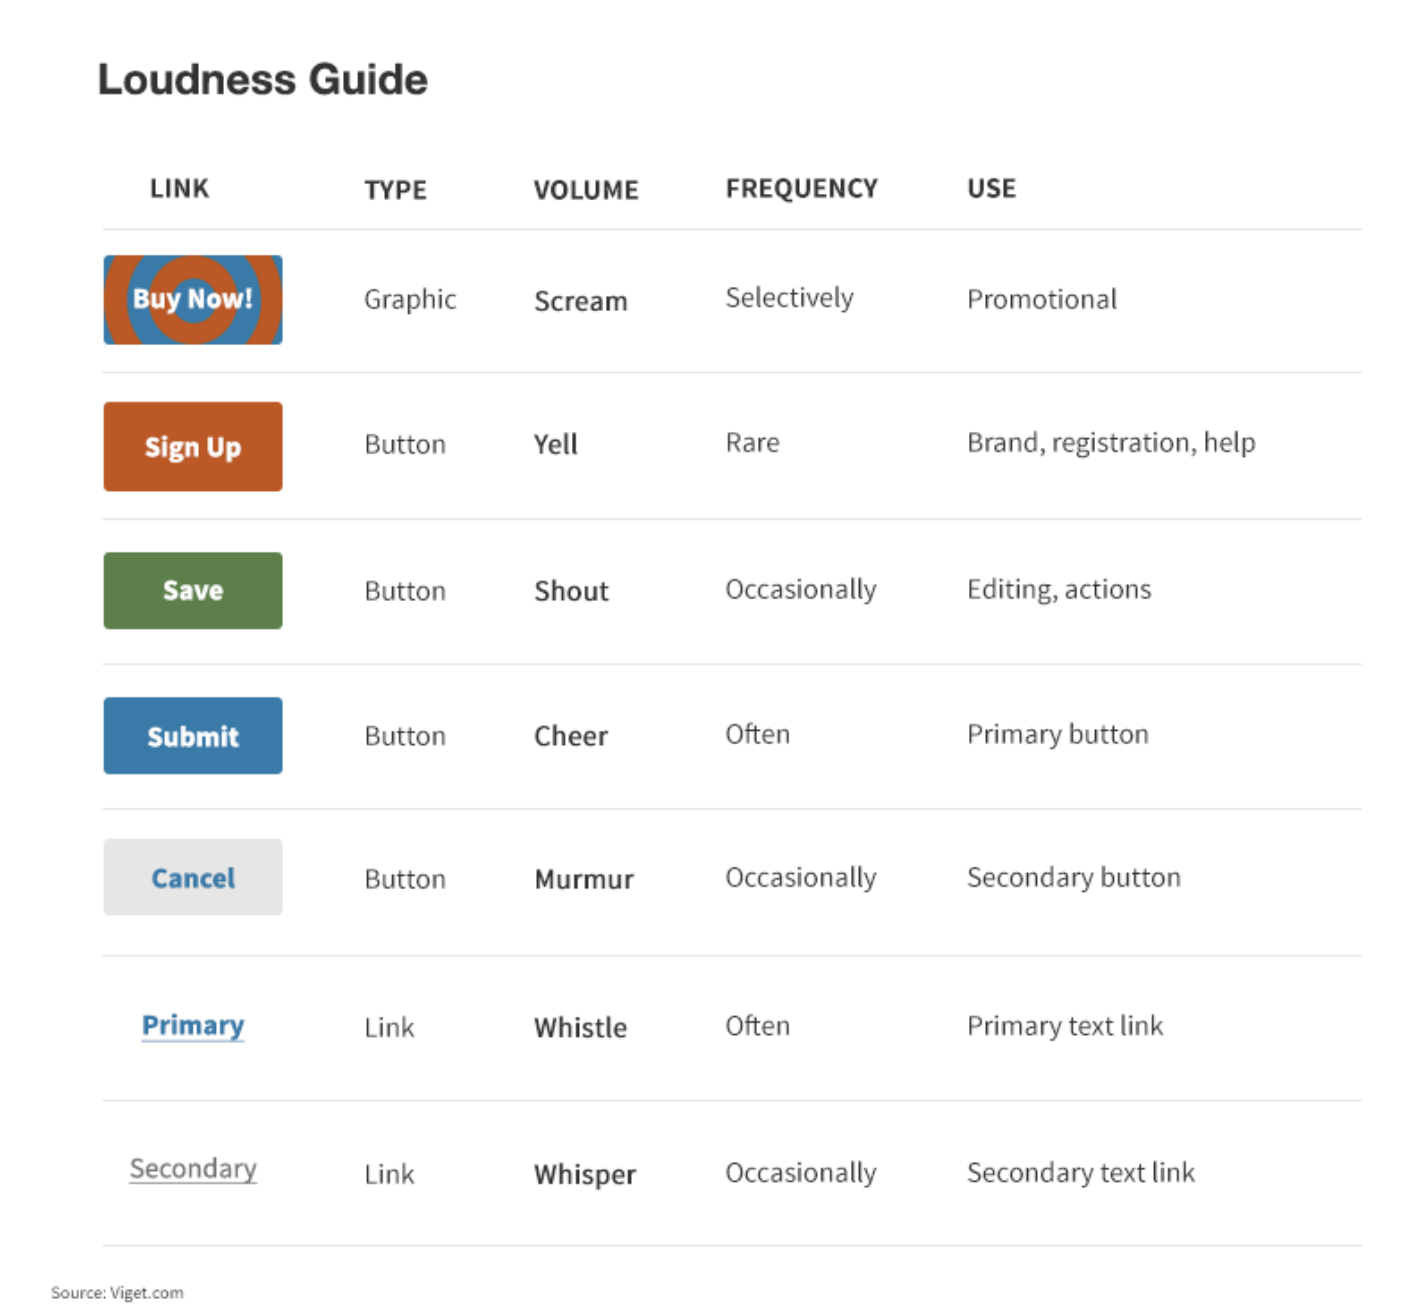 Loudness Guide
LINK TYPE VOLUME FREQUENCY USE
Buy Now! Graphic Scream Selectively Promotional
Sign Up Button Yell Rare Brand, registration, help
Save Button Shout Occasionally Editing, actions
Submit Button Cheer Often Primary button
Cancel Button Murmur Occasionally Secondary button
Primary Link Whistle Often Primary text link
Secondary Link Whisper Occasionally Secondary text link
Source: Viget.com